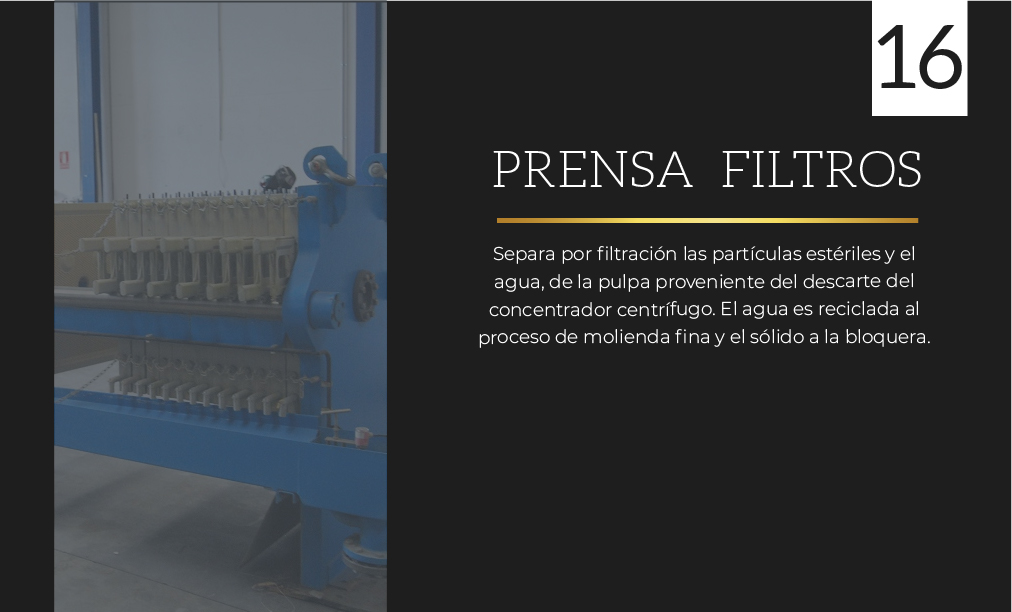 16
PRENSA FILTROS
Separa por filtración las partículas estériles y el
agua, de la pulpa proveniente del descarte del
concentrador centrífugo. El agua es reciclada al
proceso de molienda fina y el sólido a la bloquera.